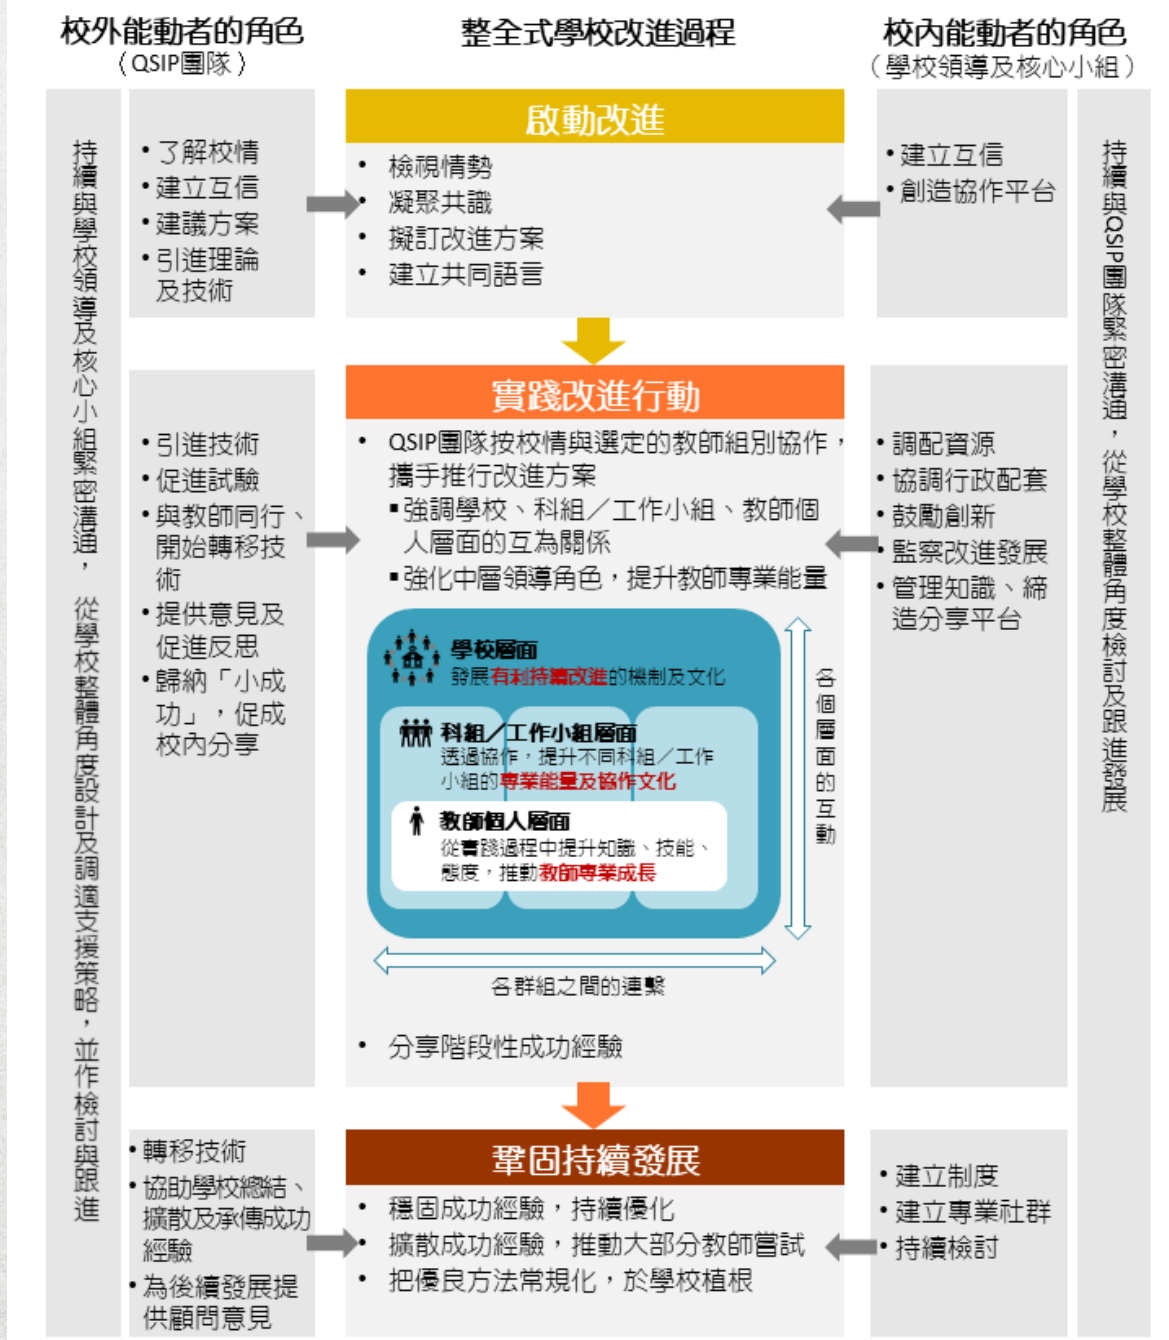 校外能動者的角色
（QSIP團隊）
整全式學校改進過程
校內能動者的角色
（學校領導及核心小組）
持續與學校領導及核心小組緊密溝通，從學校整體角度設計及調適支援策略，並作檢討與跟進
•了解校情
•建立互信
•建議方案
•引進理論
及技術
啟動改進
• 檢視情勢
• 凝聚共識
• 擬訂改進方案
• 建立共同語言
•建立互信
•創造協作平台
持續與QSIP團隊緊密溝通，從學校整體角度檢討及跟進發展
•引進技術
•促進試驗
•與教師同行、
開始轉移技
術
•提供意見及
促進反思
•歸納「小成
功」，促成
校內分享
實踐改進行動
• QSIP團隊按校情與選定的教師組別協作，
攜手推行改進方案
▪強調學校、科組／工作小組、教師個
人層面的互為關係
▪強化中層領導角色，提升教師專業能量
學校層面
發展有利持續改進的機制及文化
科組／工作小組層面
透過協作，提升不同科組／工作
小組的專業能量及協作文化
教師個人層面
從實踐過程中提升知識、技能、
態度，推動教師專業成長
各個層面的互動
各群組之間的連繫
• 分享階段性成功經驗
•調配資源
•協調行政配套
•鼓勵創新
•監察改進發展
•管理知識、締
造分享平台
•轉移技術
•協助學校總結、
擴散及承傳成功
經驗
•為後續發展提
供顧問意見
鞏固持續發展
• 穩固成功經驗，持續優化
• 擴散成功經驗，推動大部分教師嘗試
• 把優良方法常規化，於學校植根
•建立制度
•建立專業社群
•持續檢討